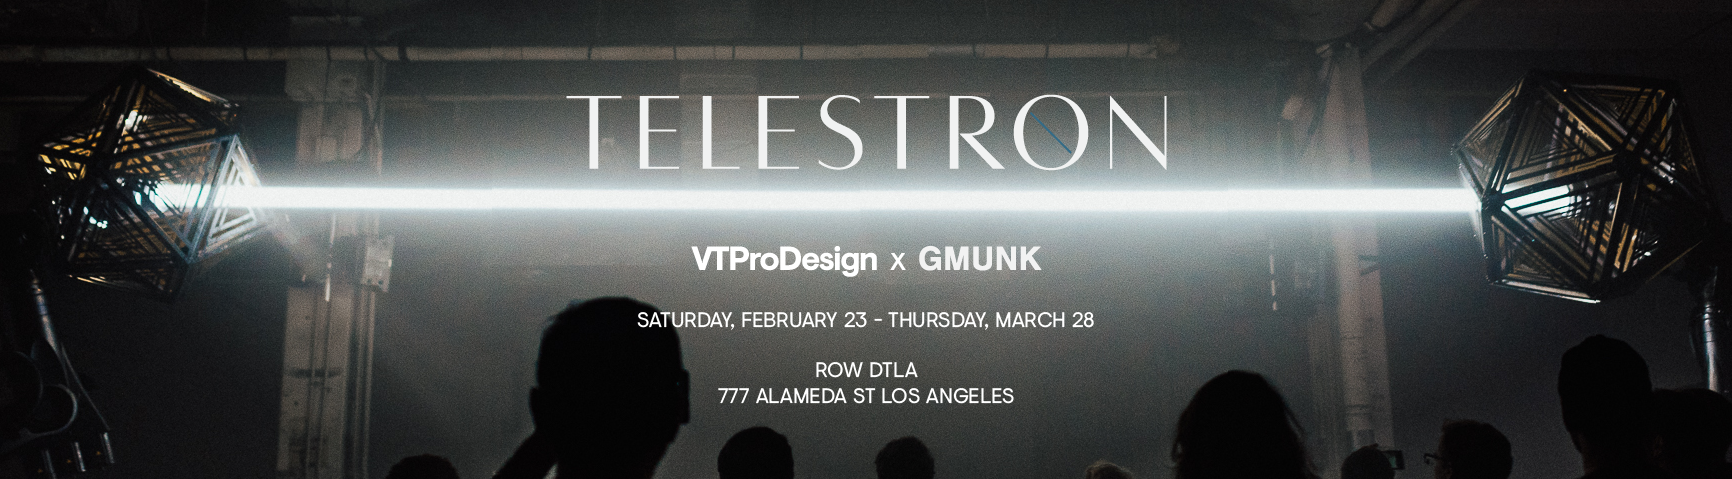 TELESTRON
VTProDesign x GMUNK
SATURDAY, FEBRUARY 23 - THURSDAY, MARCH 28
ROW DTLA
777 ALAMEDA ST LOS ANGELES